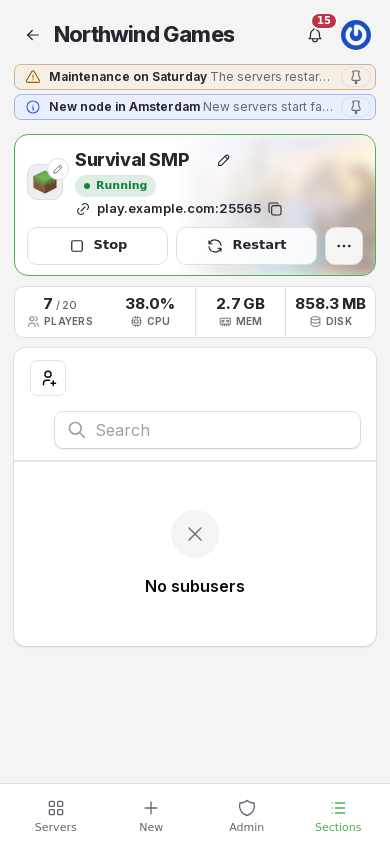 Northwind Games
15
Maintenance on Saturday The servers restar...
New node in Amsterdam New servers start fa...
Survival SMP
Running
play.example.com:25565
Stop
Restart
7 / 20
PLAYERS
38.0%
CPU
2.7 GB
MEM
858.3 MB
DISK
Search
No subusers
Servers
New
Admin
Sections